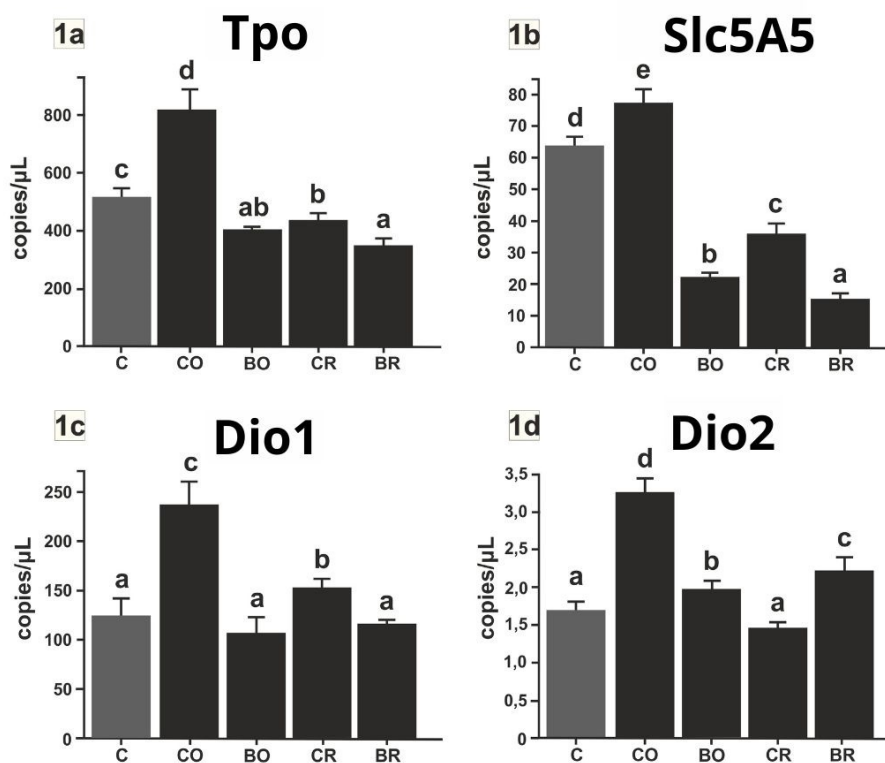 1a Tpo
copies/µL
800
600
400
200
0
c
d
ab
b
a
C CO BO CR BR
1b Slc5A5
copies/µL
80
70
60
50
40
30
20
10
0
d
e
b
c
a
C CO BO CR BR
1c Dio1
copies/µL
250
200
150
100
50
0
a
c
a
b
a
C CO BO CR BR
1d Dio2
copies/µL
3,5
3,0
2,5
2,0
1,5
1,0
0,5
0
a
d
b
a
c
C CO BO CR BR